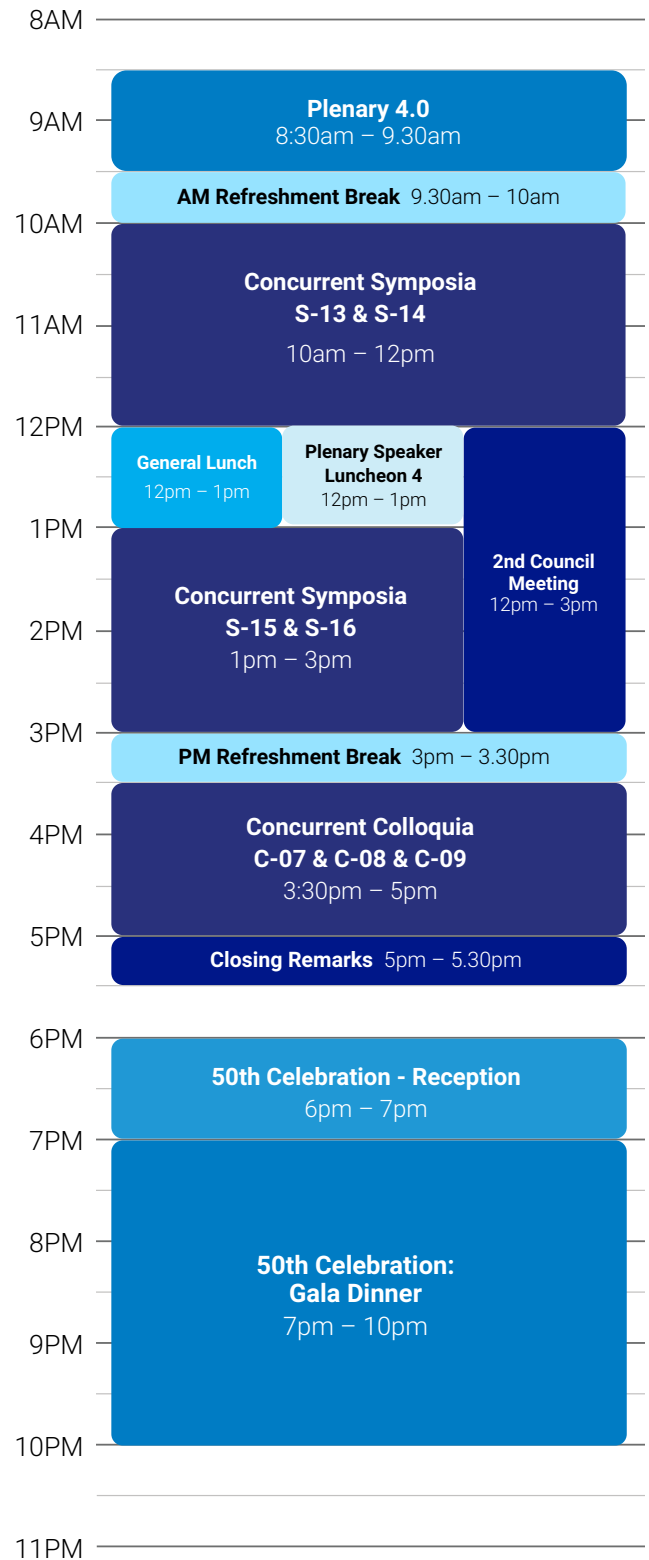 8AM
Plenary 4.0
8:30am – 9.30am
9AM
AM Refreshment Break 9.30am – 10am
10AM
Concurrent Symposia
S-13 & S-14
10am – 12pm
11AM
12PM
General Lunch
12pm – 1pm
Plenary Speaker
Luncheon 4
12pm – 1pm
2nd Council
Meeting
12pm – 3pm
1PM
Concurrent Symposia
S-15 & S-16
1pm – 3pm
2PM
3PM
PM Refreshment Break 3pm – 3.30pm
4PM
Concurrent Colloquia
C-07 & C-08 & C-09
3:30pm – 5pm
5PM
Closing Remarks 5pm – 5.30pm
6PM
50th Celebration - Reception
6pm – 7pm
7PM
8PM
50th Celebration:
Gala Dinner
7pm – 10pm
9PM
10PM
11PM